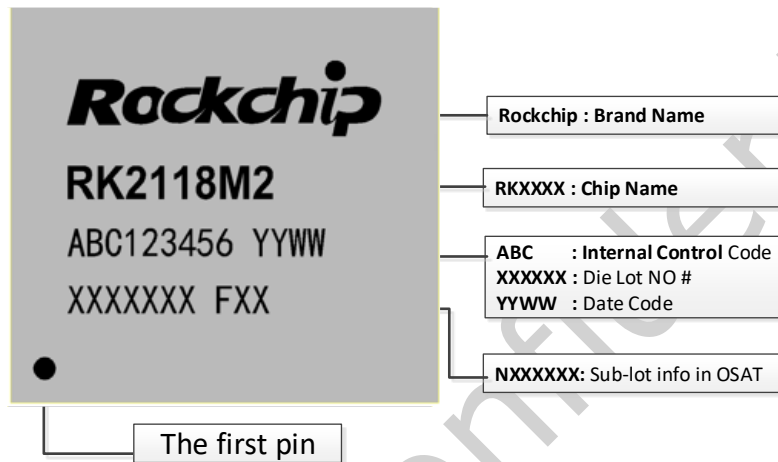 Rockchip
RK2118M2
ABC123456 YYWW
XXXXXXX FXX
Rockchip : Brand Name
RKXXXX : Chip Name
ABC : Internal Control Code
XXXXXX : Die Lot NO #
YYWW : Date Code
NXXXXXX: Sub-lot info in OSAT
The first pin